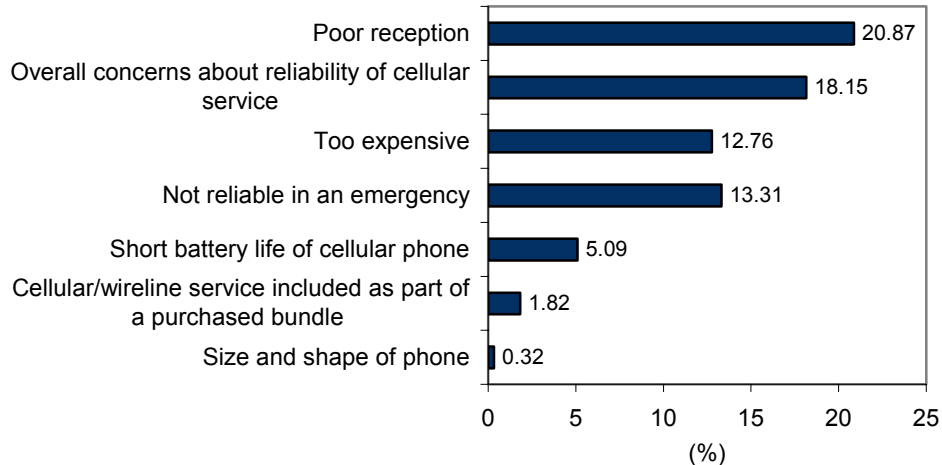 Poor reception
20.87
Overall concerns about reliability of cellular
service
18.15
Too expensive
12.76
Not reliable in an emergency
13.31
Short battery life of cellular phone
5.09
Cellular/wireline service included as part of
a purchased bundle
1.82
Size and shape of phone
0.32
0 5 10 15 20 25
(%)